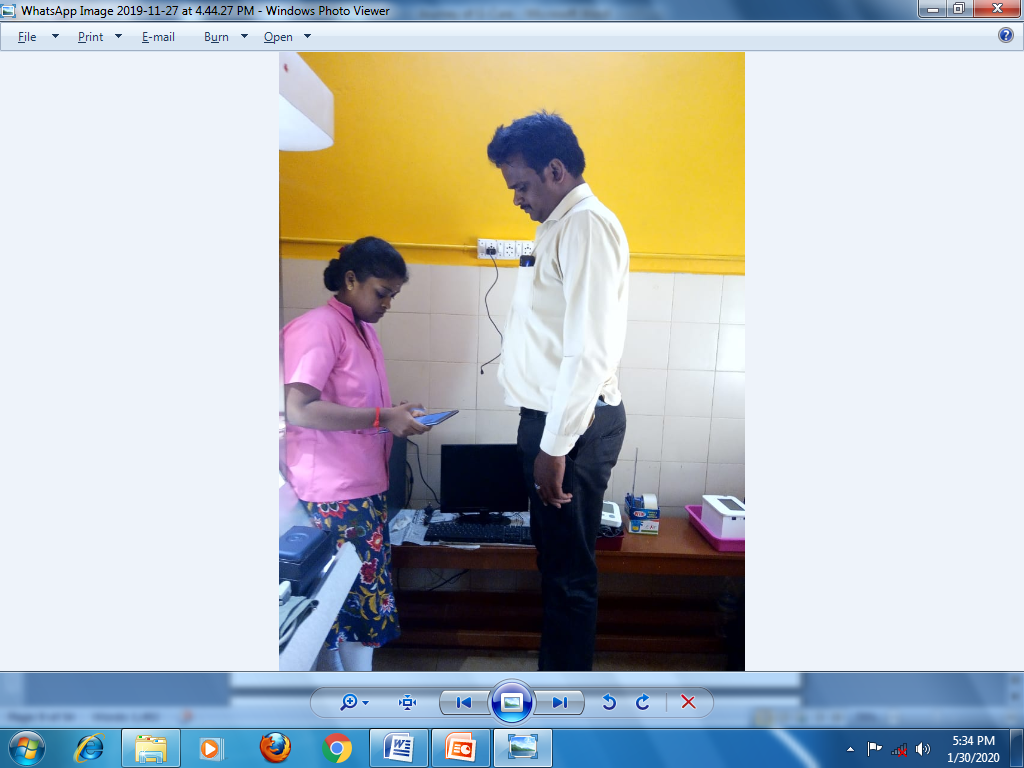 WhatsApp Image 2019-11-27 at 4.44.27 PM - Windows Photo Viewer
File Print E-mail Burn Open
5:34 PM
1/30/2020